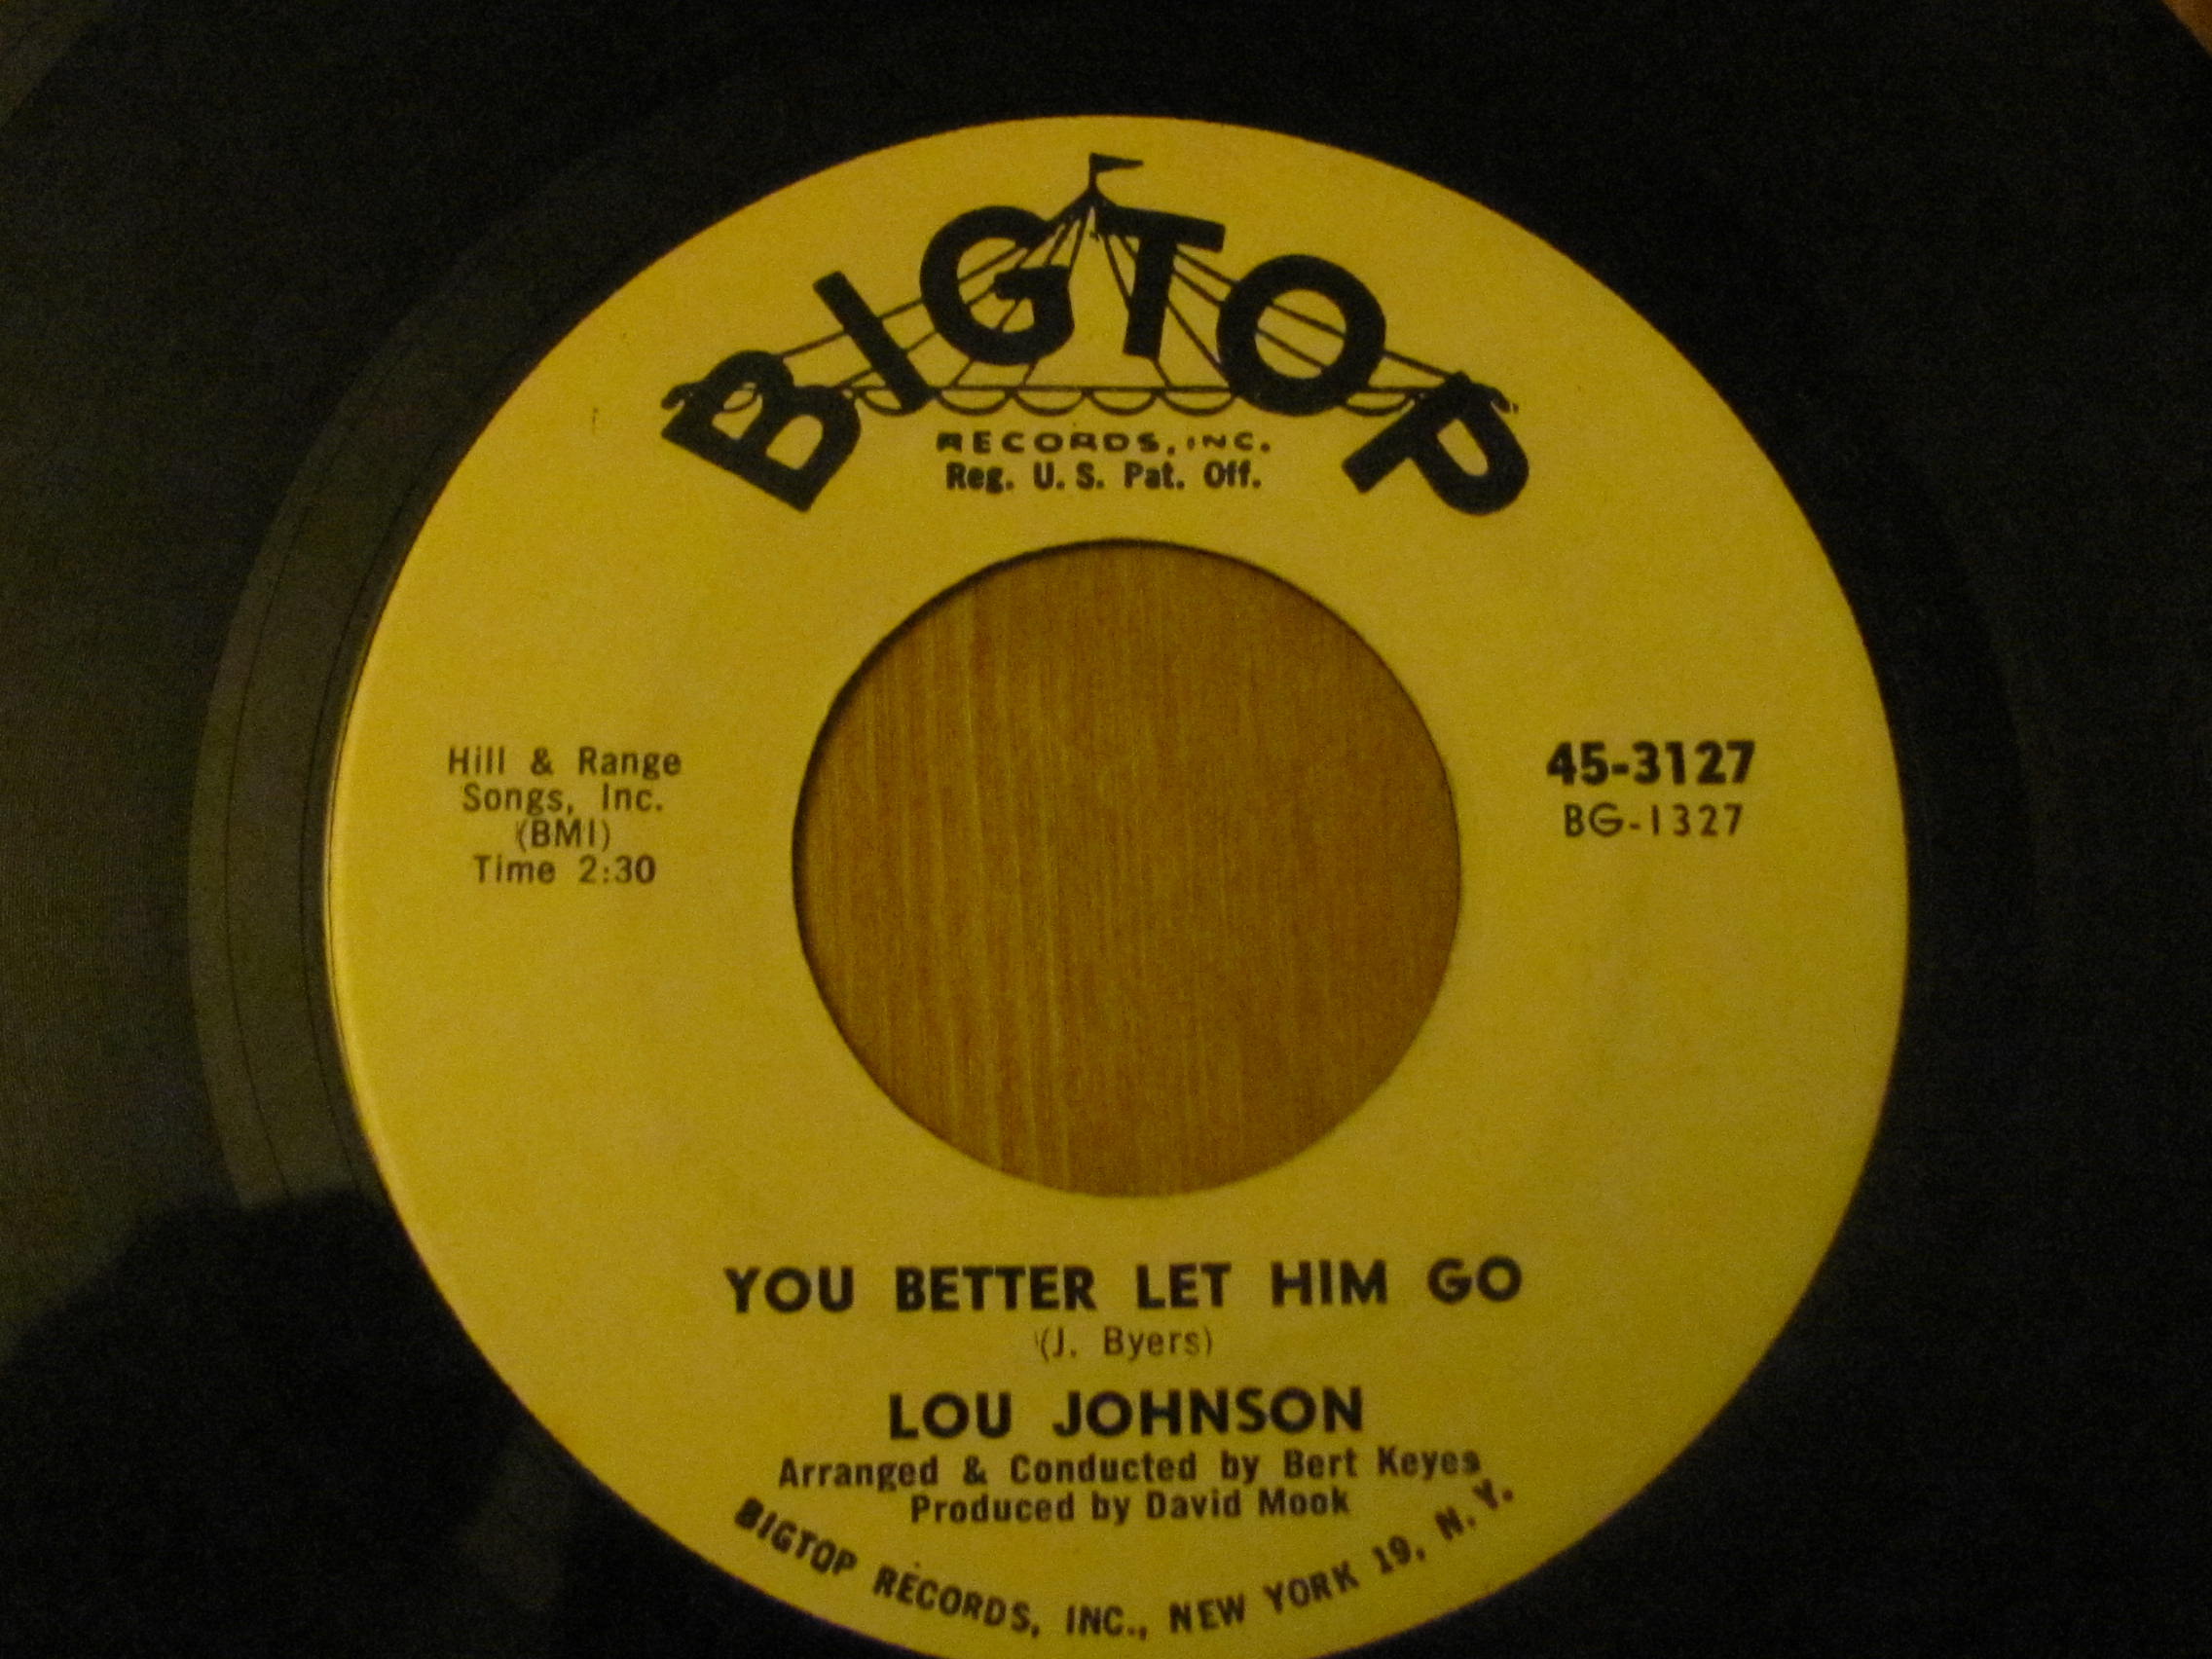 BIGTOP
RECORDS, INC.
Reg. U. S. Pat. Off.
Hill & Range
Songs, Inc.
(BMI)
Time 2:30
45-3127
BG-1327
YOU BETTER LET HIM GO
(J. Byers)
LOU JOHNSON
Arranged & Conducted by Bert Keyes
Produced by David Mook
BIGTOP RECORDS, INC., NEW YORK 19, N. Y.